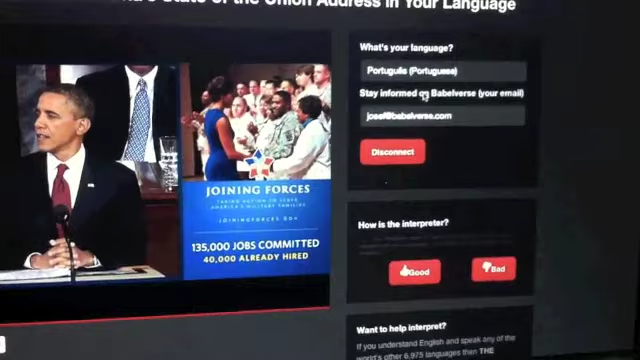 State of the Union Address in Your Language
What's your language?
Português (Portuguese)
Stay informed on Babelverse (your email)
josef@babelverse.com
Disconnect
JOINING FORCES
TAKING ACTION TO SERVE
AMERICA'S MILITARY FAMILIES
JOININGFORCES.GOV
135,000 JOBS COMMITTED
40,000 ALREADY HIRED
How is the interpreter?
Good
Bad
Want to help interpret?
If you understand English and speak any of the
world's other 6,975 languages then THE